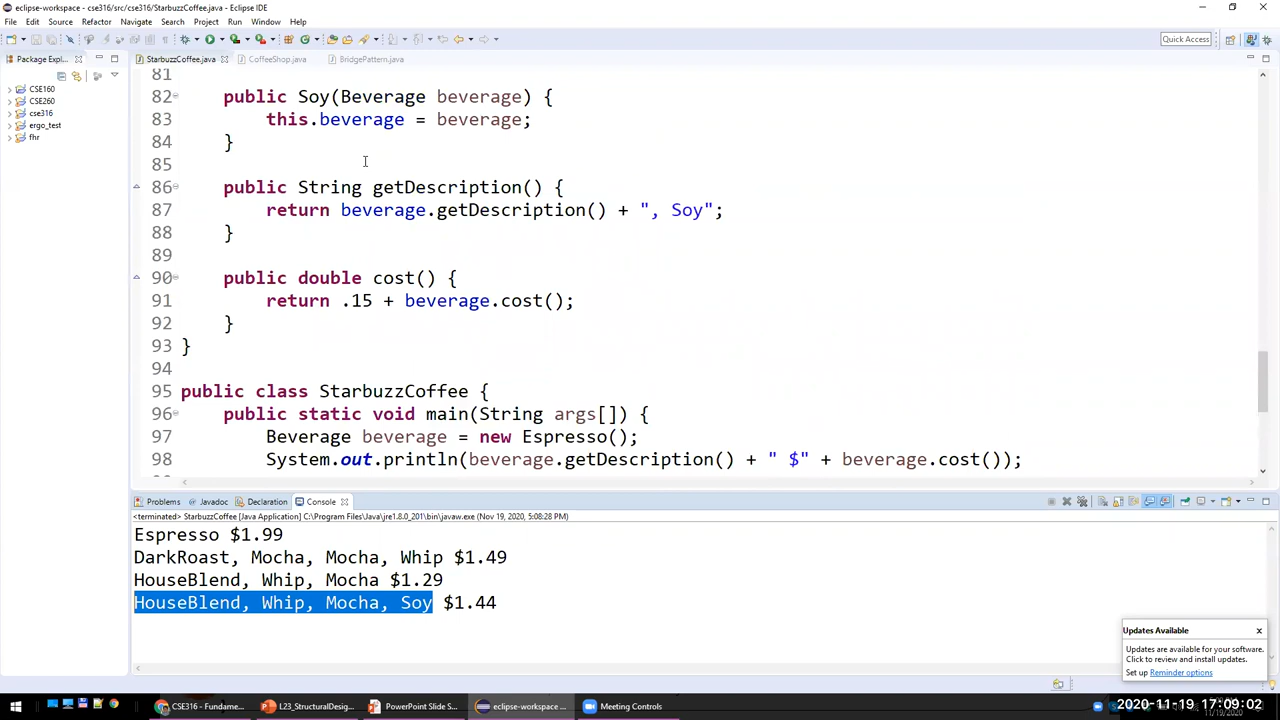 eclipse-workspace - cse316/src/cse316/StarbuzzCoffee.java - Eclipse IDE
File Edit Source Refactor Navigate Search Project Run Window Help
Quick Access
Package Expl...
StarbuzzCoffee.java CoffeeShop.java BridgePattern.java
CSE160
CSE260
cse316
ergo_test
fhr
81
82 public Soy(Beverage beverage) {
83 this.beverage = beverage;
84 }
85
86 public String getDescription() {
87 return beverage.getDescription() + ", Soy";
88 }
89
90 public double cost() {
91 return .15 + beverage.cost();
92 }
93 }
94
95 public class StarbuzzCoffee {
96 public static void main(String args[]) {
97 Beverage beverage = new Espresso();
98 System.out.println(beverage.getDescription() + " $" + beverage.cost());
Problems Javadoc Declaration Console
<terminated> StarbuzzCoffee [Java Application] C:\Program Files\Java\jre1.8.0_201\bin\javaw.exe (Nov 19, 2020, 5:08:28 PM)
Espresso $1.99
DarkRoast, Mocha, Mocha, Whip $1.49
HouseBlend, Whip, Mocha $1.29
HouseBlend, Whip, Mocha, Soy $1.44
Updates Available
Updates are available for your software.
Click to review and install updates.
Set up Reminder options
CSE316 - Fundame...
L23_StructuralDesig...
PowerPoint Slide S...
eclipse-workspace ...
Meeting Controls
2020-11-19 17:09:02